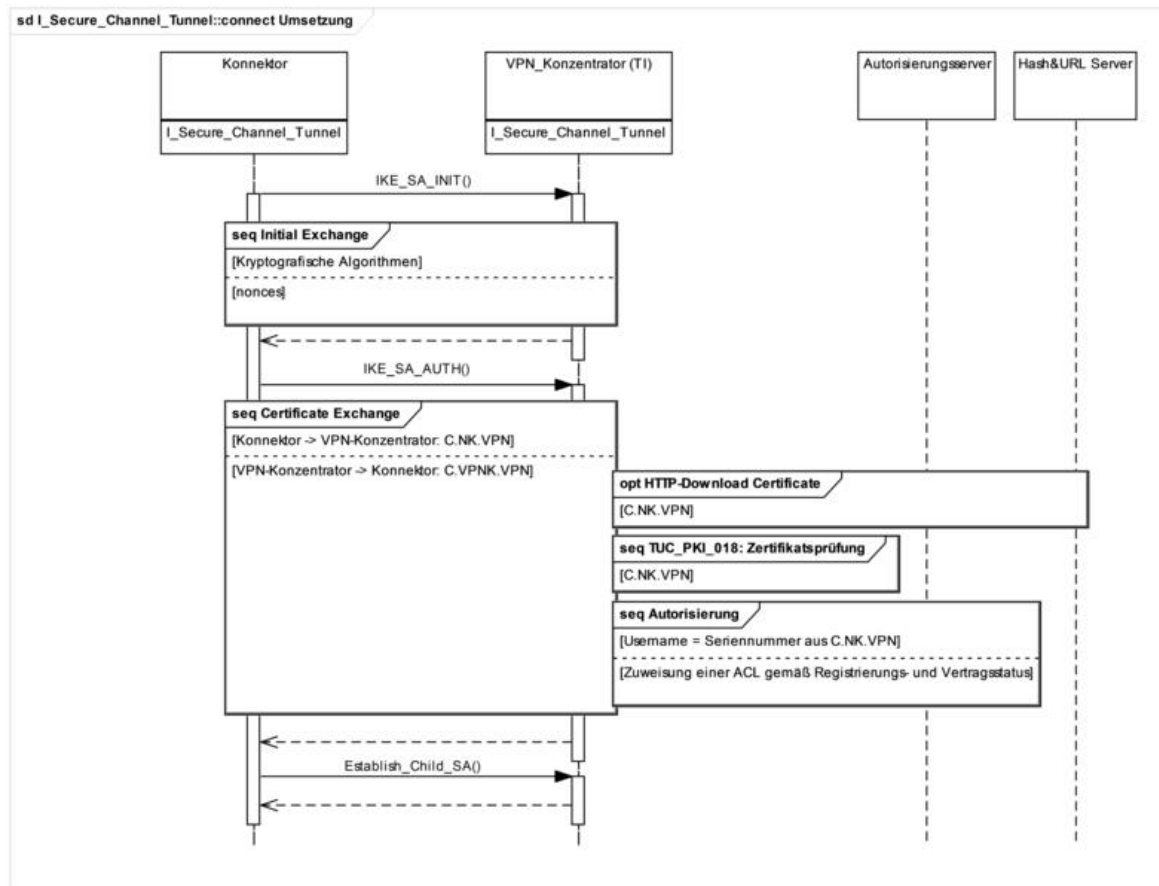 sd I_Secure_Channel_Tunnel::connect Umsetzung
Konnektor
I_Secure_Channel_Tunnel
VPN_Konzentrator (TI)
I_Secure_Channel_Tunnel
Autorisierungsserver
Hash&URL Server
IKE_SA_INIT()
seq Initial Exchange
[Kryptografische Algorithmen]
[nonces]
IKE_SA_AUTH()
seq Certificate Exchange
[Konnektor -> VPN-Konzentrator: C.NK.VPN]
[VPN-Konzentrator -> Konnektor: C.VPNK.VPN]
opt HTTP-Download Certificate
[C.NK.VPN]
seq TUC_PKI_018: Zertifikatsprüfung
[C.NK.VPN]
seq Autorisierung
[Username = Seriennummer aus C.NK.VPN]
[Zuweisung einer ACL gemäß Registrierungs- und Vertragsstatus]
Establish_Child_SA()